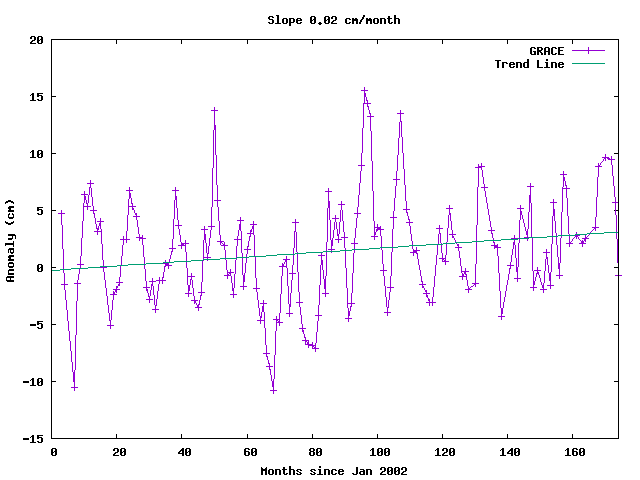 Slope 0.02 cm/month
20
15
10
5
0
-5
-10
-15
Anomaly (cm)
GRACE
Trend Line
0 20 40 60 80 100 120 140 160
Months since Jan 2002